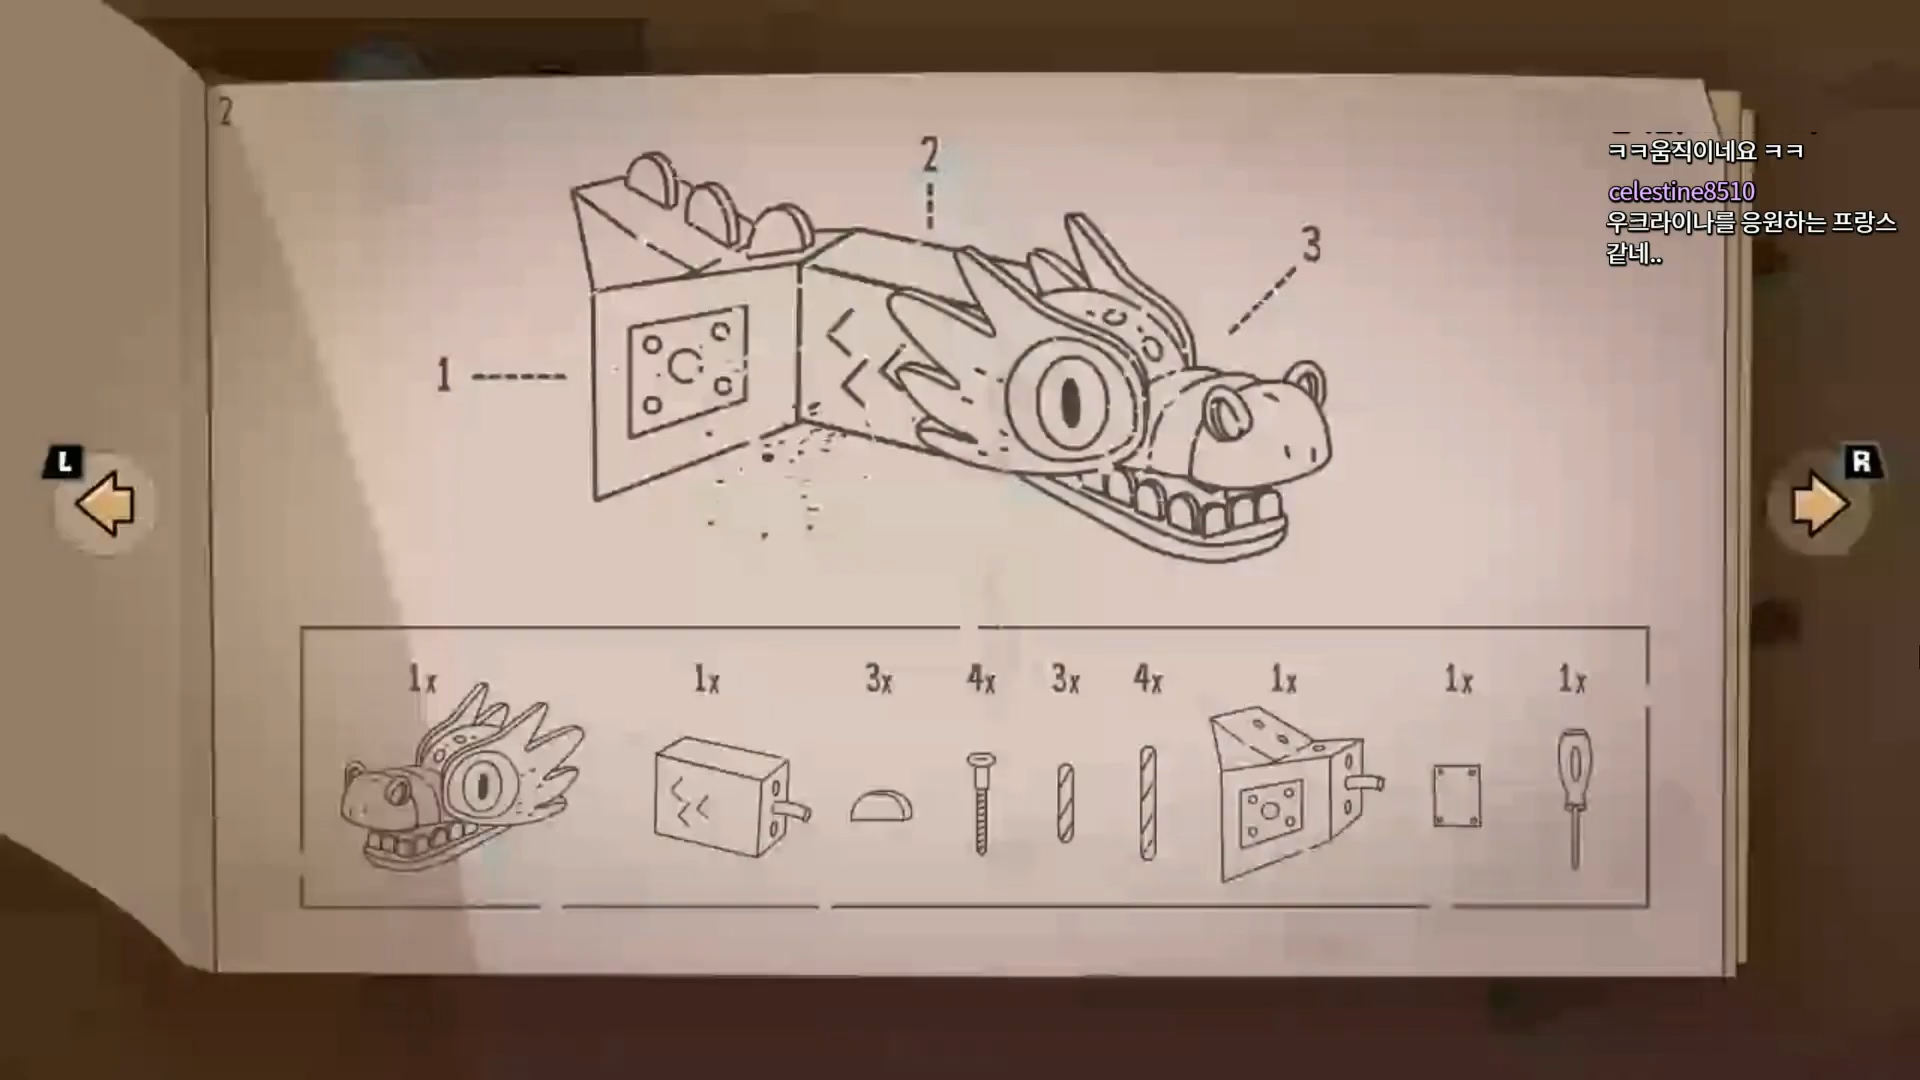 2
2
3
1
ㅋㅋ움직이네요 ㅋㅋ
celestine8510
우크라이나를 응원하는 프랑스
같네..
L
R
1x
1x
3x
4x
3x
4x
1x
1x
1x